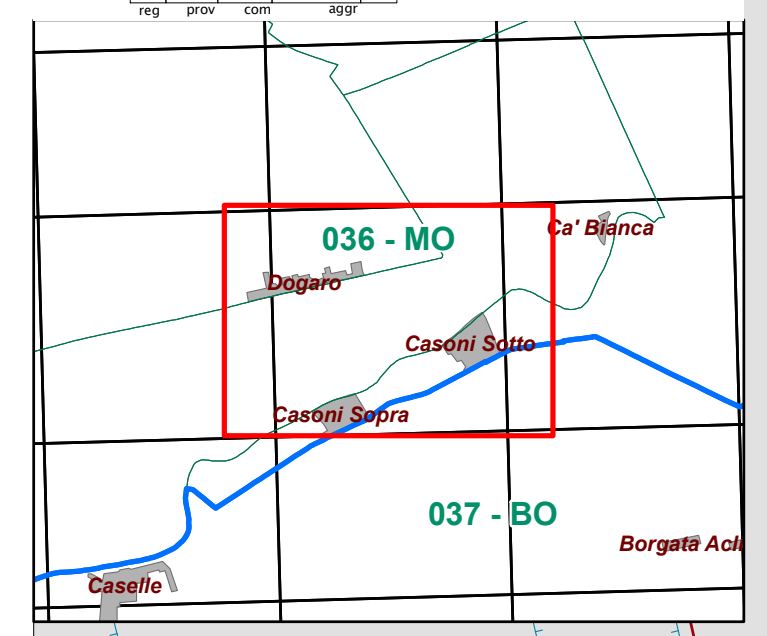 reg prov com aggr
Ca' Bianca
036 - MO
Dogaro
Casoni Sotto
Casoni Sopra
037 - BO
Borgata Acli
Caselle